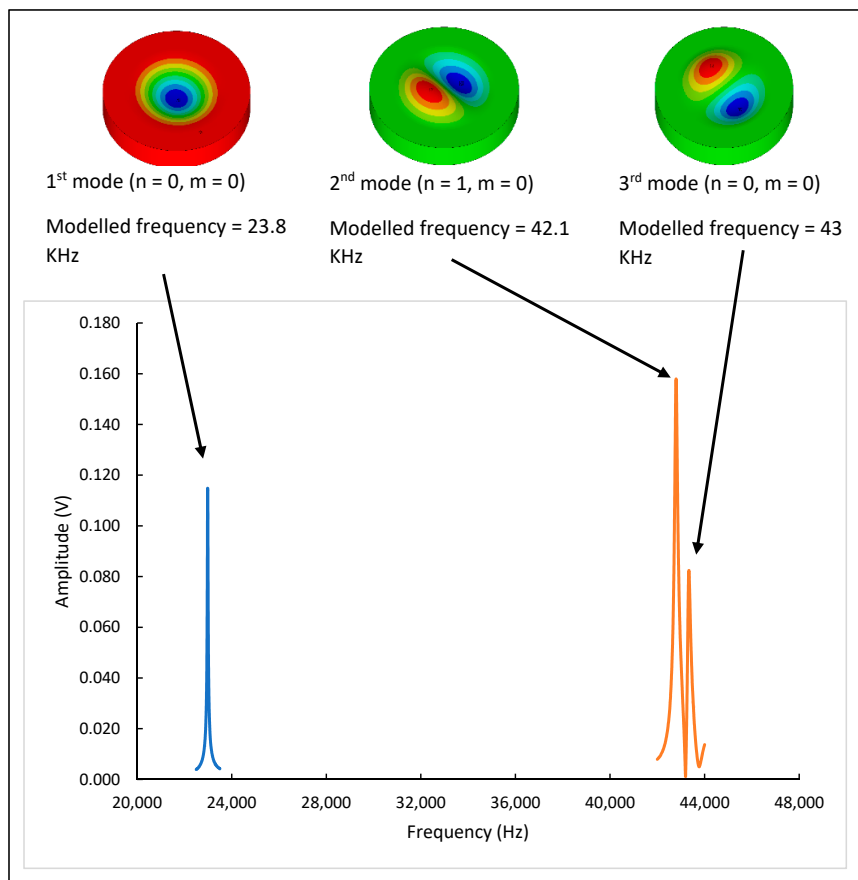 1st mode (n = 0, m = 0)
Modelled frequency = 23.8
KHz
2nd mode (n = 1, m = 0)
Modelled frequency = 42.1
KHz
3rd mode (n = 0, m = 0)
Modelled frequency = 43
KHz
0.180
0.160
0.140
0.120
0.100
0.080
0.060
0.040
0.020
0.000
Amplitude (V)
20,000 24,000 28,000 32,000 36,000 40,000 44,000 48,000
Frequency (Hz)